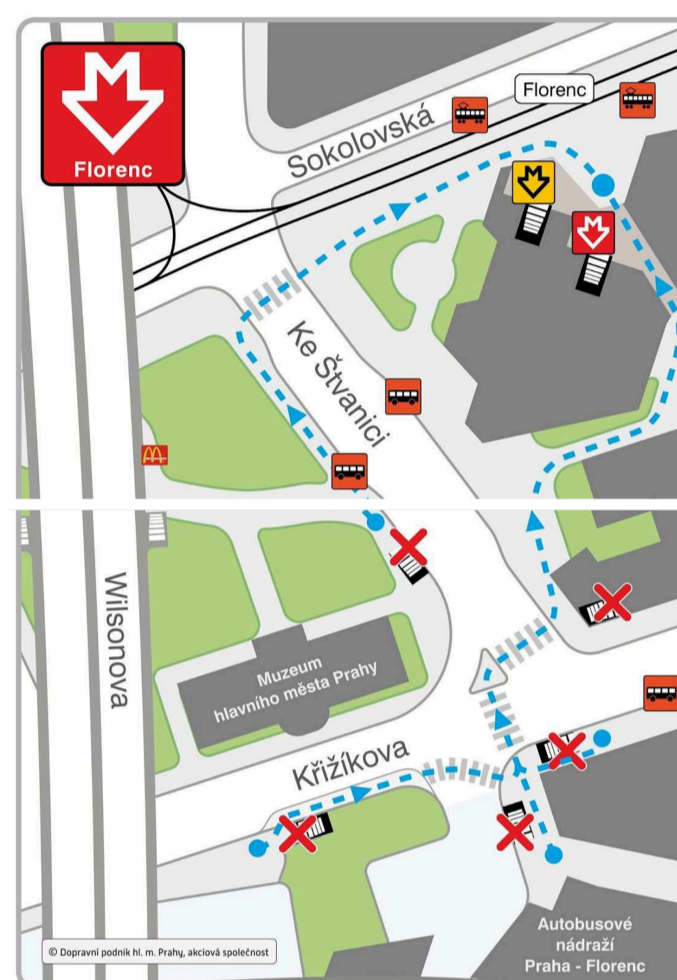 Florenc
Sokolovská
Florenc
Ke Štvanici
Wilsonova
Muzeum
hlavního města Prahy
Křižíkova
Autobusové
nádraží
Praha - Florenc
© Dopravní podnik hl. m. Prahy, akciová společnost